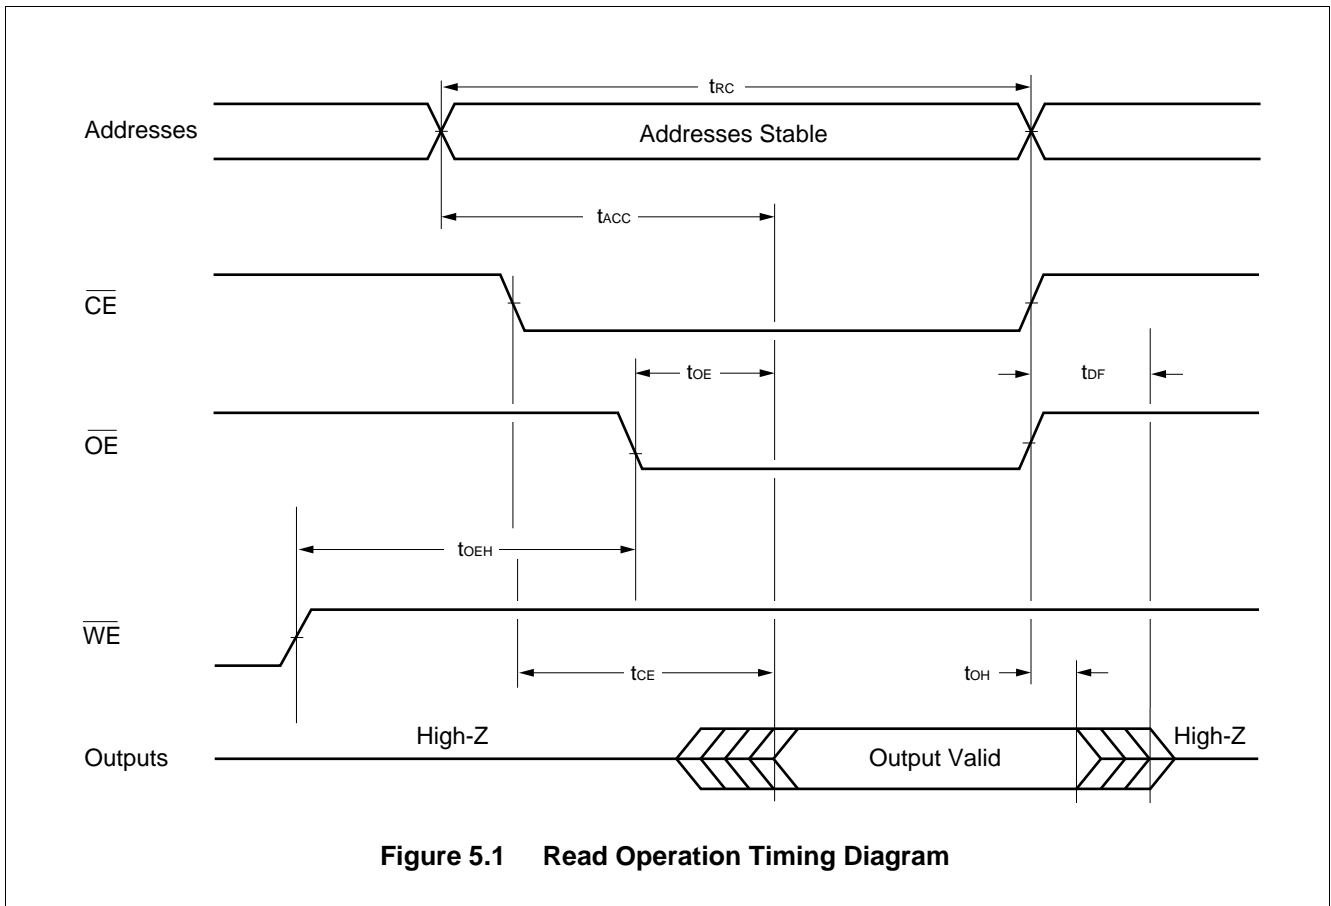 tRC
Addresses
Addresses Stable
tACC
CE
tOE
tDF
OE
tOEH
WE
tCE
tOH
High-Z
High-Z
Outputs
Output Valid
Figure 5.1 Read Operation Timing Diagram